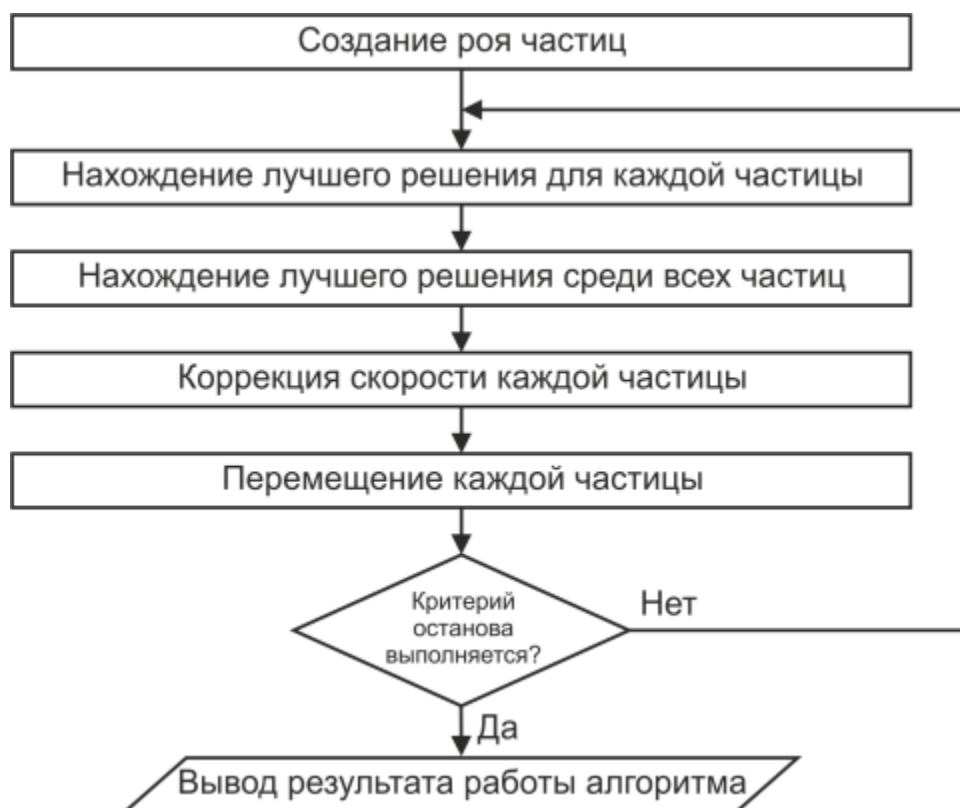 Создание роя частиц
Нахождение лучшего решения для каждой частицы
Нахождение лучшего решения среди всех частиц
Коррекция скорости каждой частицы
Перемещение каждой частицы
Критерий
останова
выполняется?
Нет
Да
Вывод результата работы алгоритма